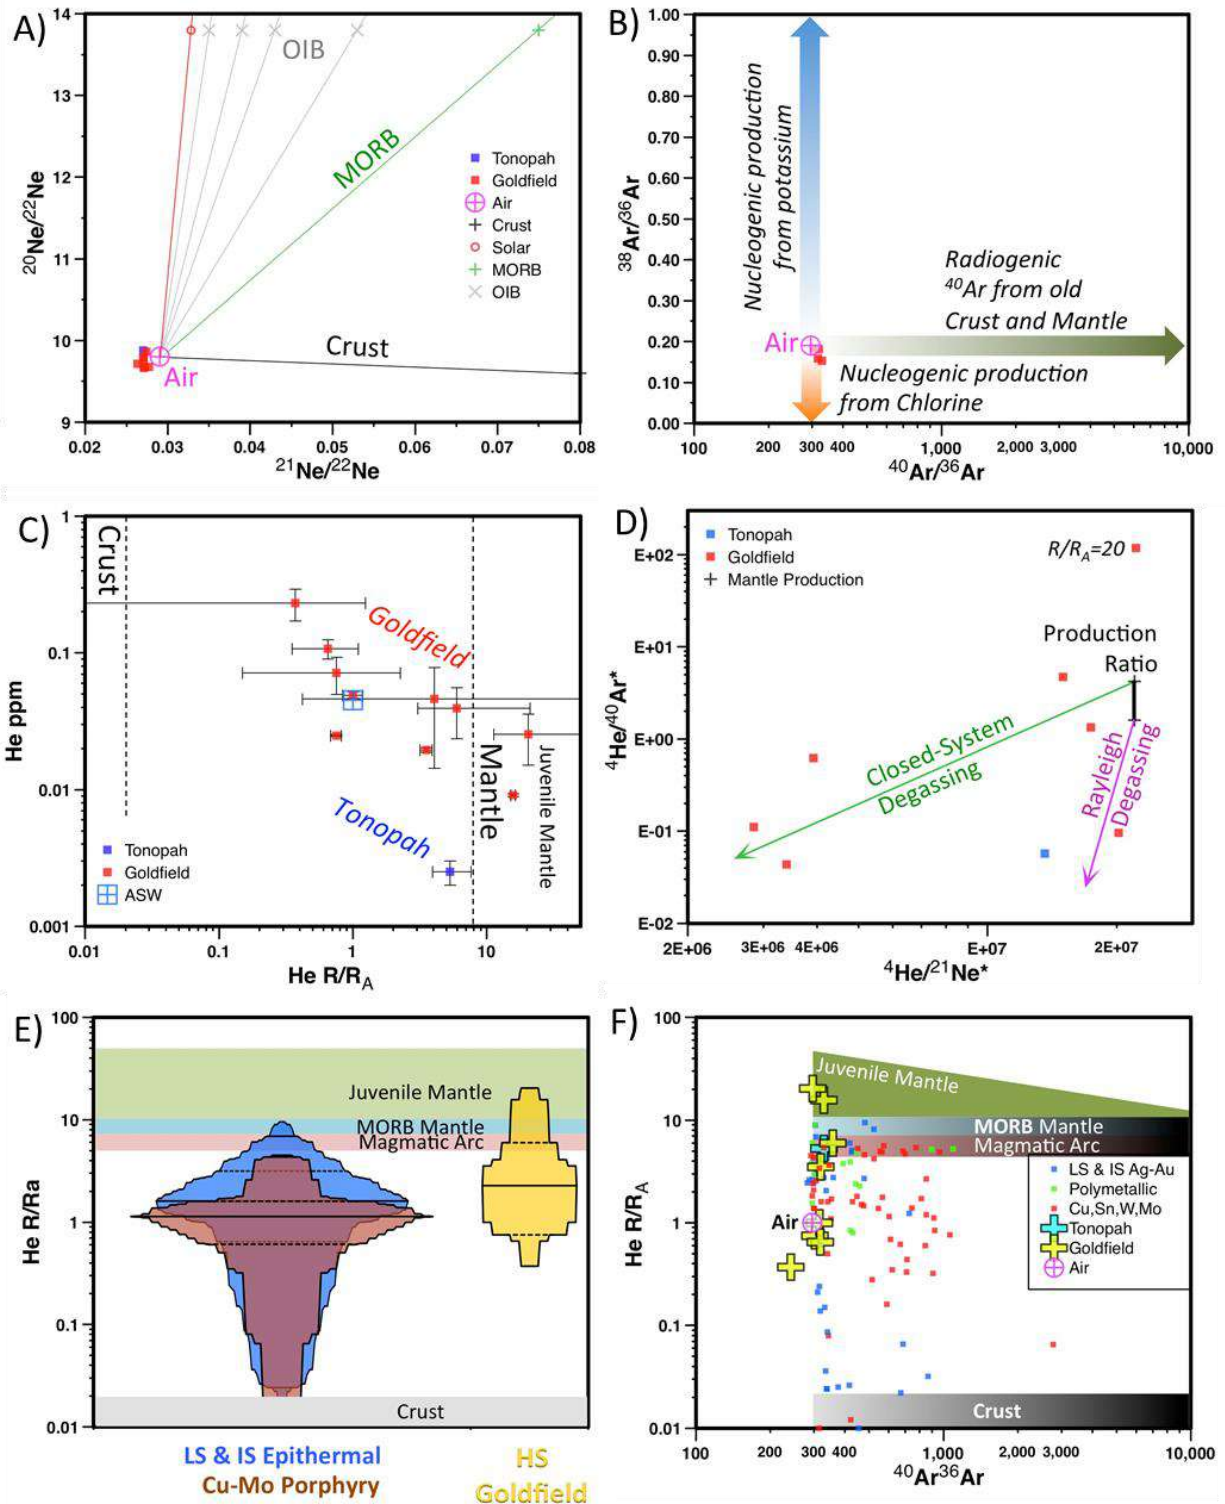 A)
14
13
12
11
10
9
20Ne/22Ne
OIB
MORB
Crust
Air
Tonopah
Goldfield
Air
Crust
Solar
MORB
OIB
0.02
0.03
0.04
0.05
0.06
0.07
0.08
21Ne/22Ne
B)
1.00
0.90
0.80
0.70
0.60
0.50
0.40
0.30
0.20
0.10
0.00
38Ar/36Ar
Nucleogenic production
from potassium
Radiogenic
40Ar from old
Crust and Mantle
Air
Nucleogenic production
from Chlorine
100
200
300
400
1,000
2,000
3,000
10,000
40Ar/36Ar
C)
1
0.1
0.01
0.001
He ppm
Crust
Goldfield
Tonopah
Mantle
Juvenile Mantle
Tonopah
Goldfield
ASW
0.01
0.1
1
10
He R/RA
D)
E+02
E+01
E+00
E-01
E-02
4He/40Ar*
Tonopah
Goldfield
Mantle Production
R/RA=20
Production
Ratio
Closed-System
Degassing
Rayleigh
Degassing
2E+06
3E+06
4E+06
E+07
2E+07
4He/21Ne*
E)
100
10
1
0.1
0.01
He R/Ra
Juvenile Mantle
MORB Mantle
Magmatic Arc
Crust
LS & IS Epithermal
Cu-Mo Porphyry
HS
Goldfield
F)
100
10
1
0.1
0.01
He R/RA
Juvenile Mantle
MORB Mantle
Magmatic Arc
Air
LS & IS Ag-Au
Polymetallic
Cu,Sn,W,Mo
Tonopah
Goldfield
Air
Crust
100
200
300
400
1,000
2,000
3,000
10,000
40Ar36Ar